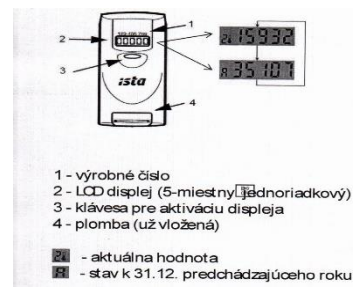 1
2
3
ista
4
2. 15932
A 35107
1 - výrobné číslo
2 - LCD displej (5-miestny jednoriadkový)
3 - klávesa pre aktiváciu displeja
4 - plomba (už vložená)
- aktuálna hodnota
A - stav k 31.12. predchádzajúceho roku